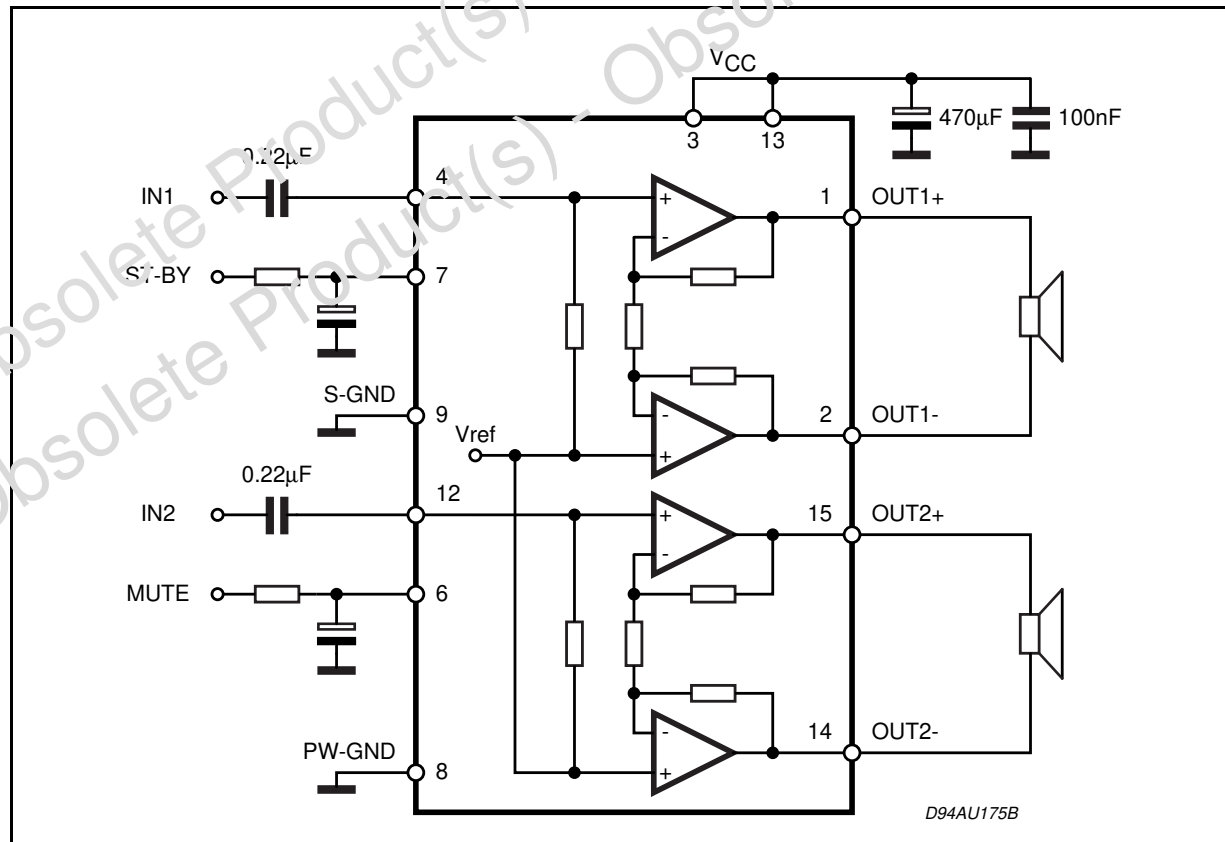 Obsolete Product(s) - Obsol
Obsolete Product(s)
VCC
470µF
100nF
3
13
0.22µF
IN1
4
+
-
1
OUT1+
ST-BY
7
S-GND
9
Vref
-
+
2
OUT1-
0.22µF
IN2
12
+
-
15
OUT2+
MUTE
6
PW-GND
8
-
+
14
OUT2-
D94AU175B